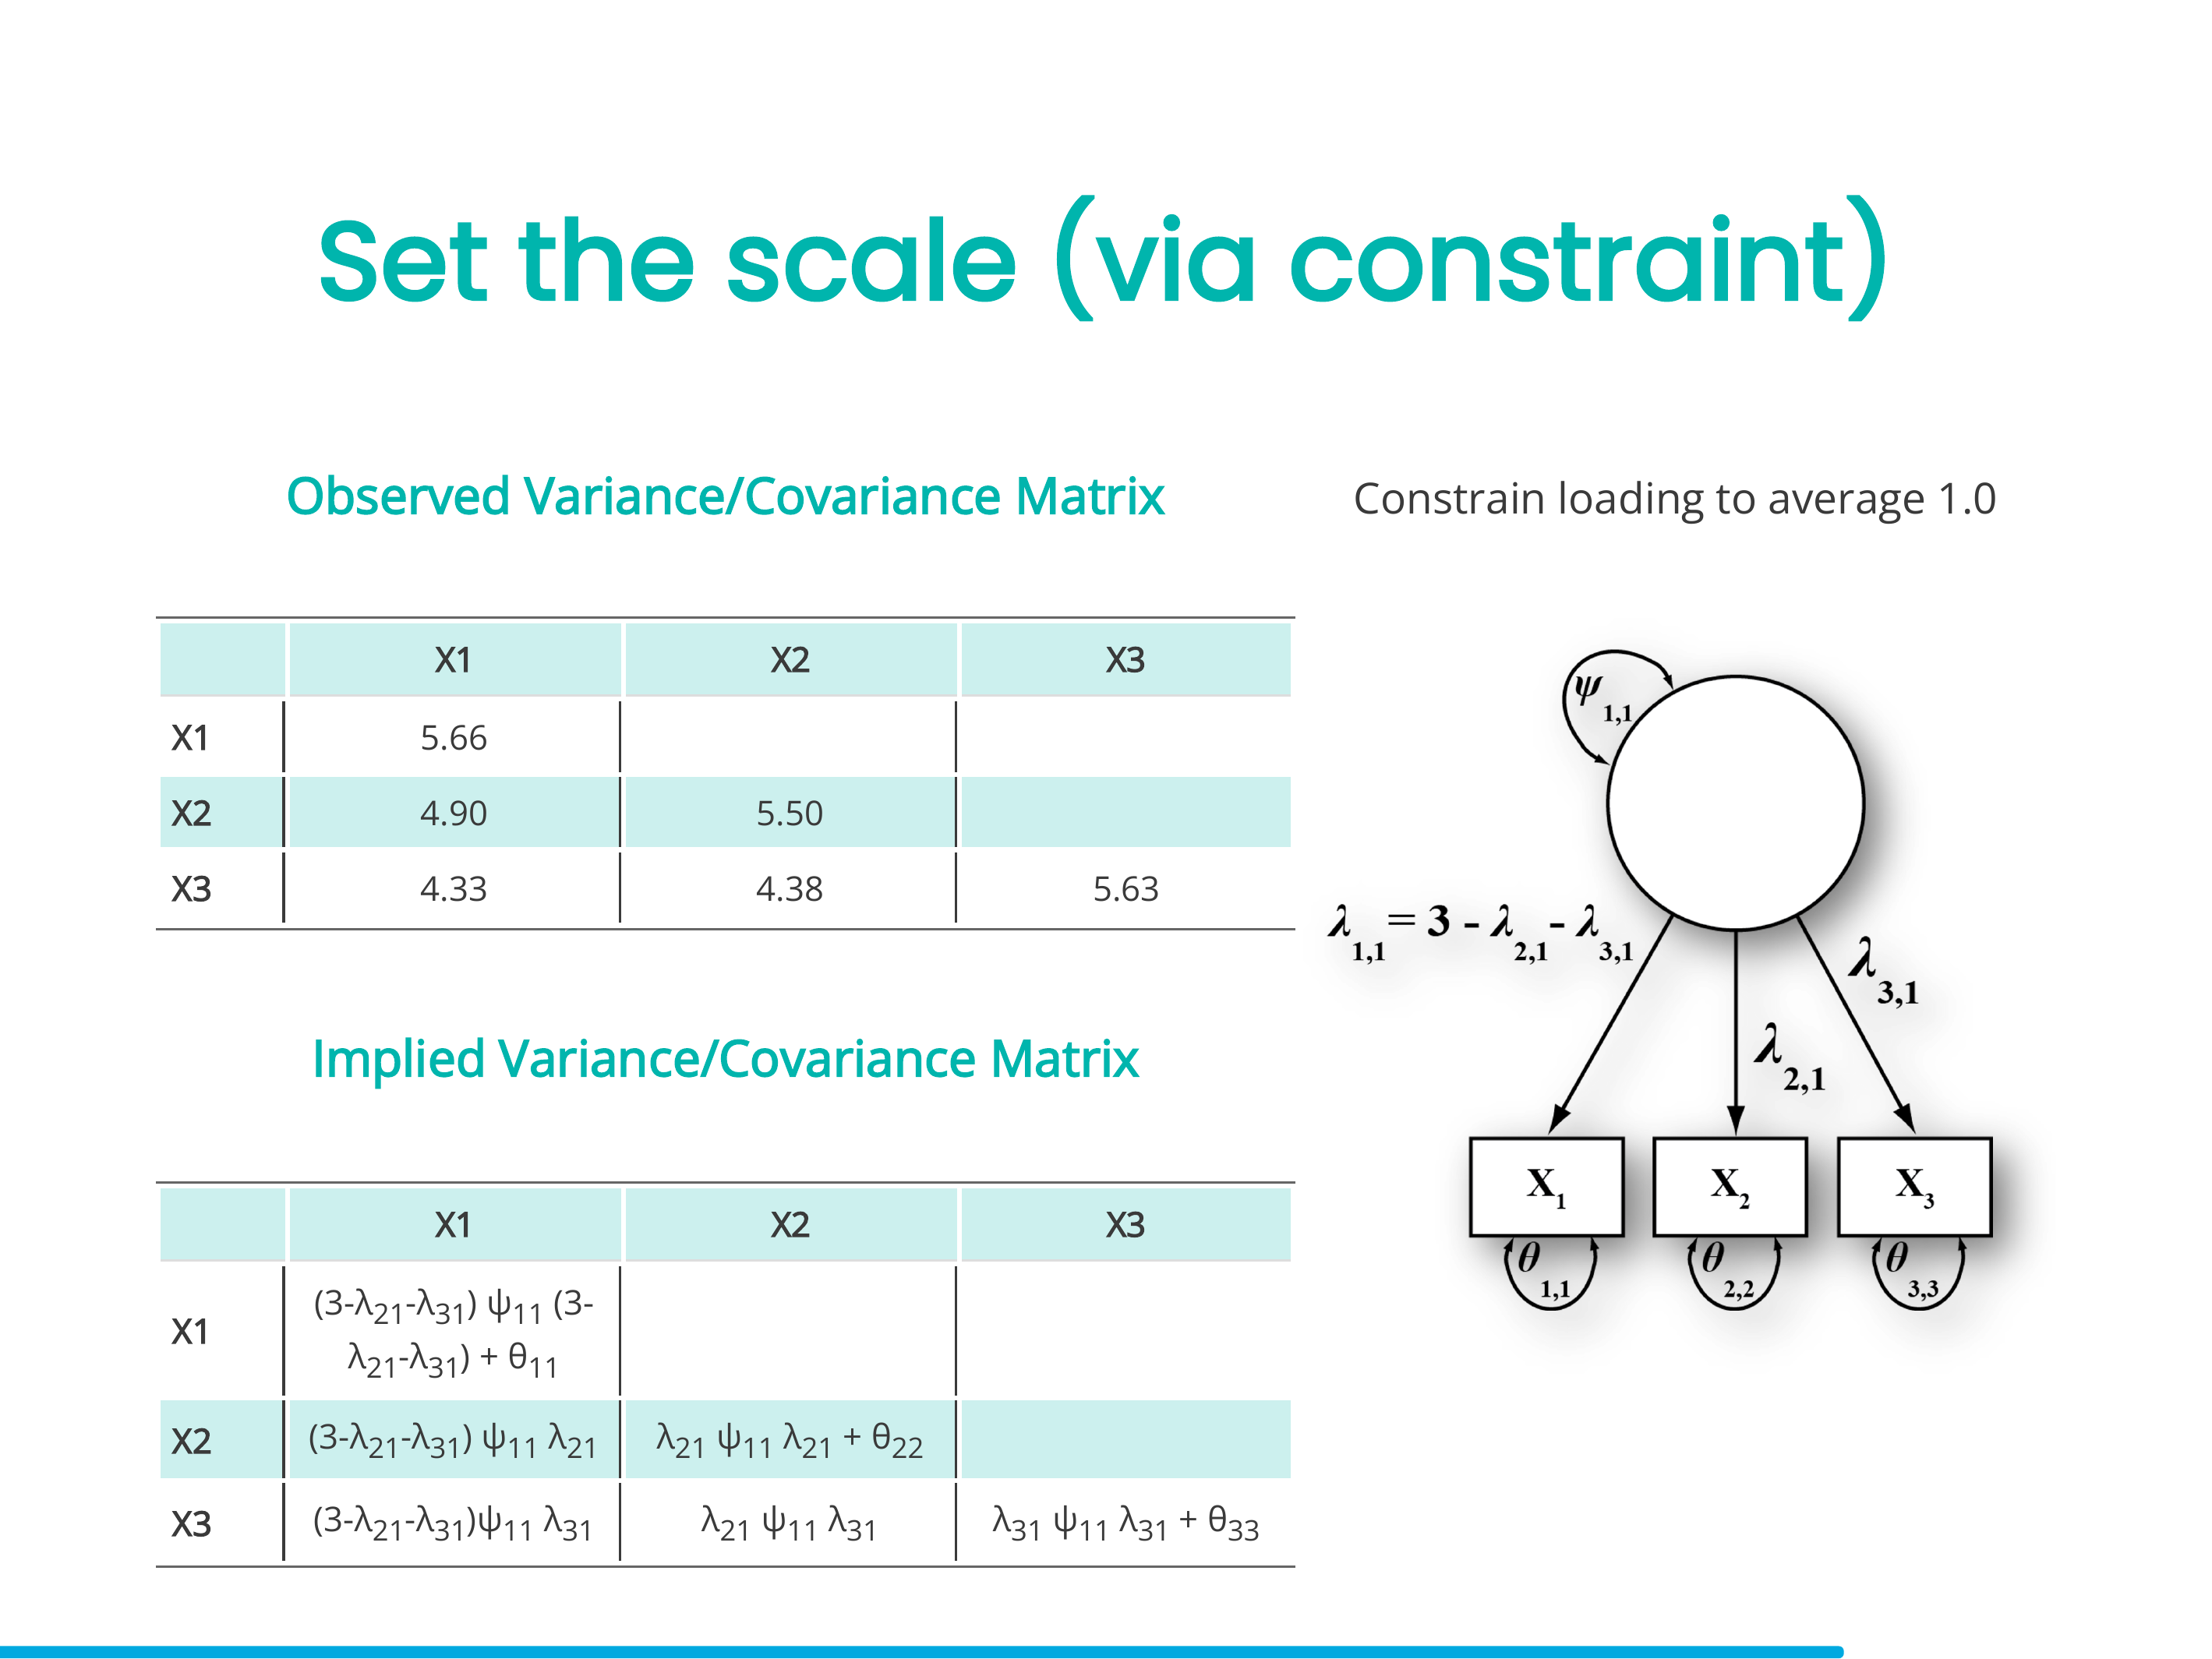 Set the scale (via constraint)
Observed Variance/Covariance Matrix
X1 X2 X3
X1 5.66
X2 4.90 5.50
X3 4.33 4.38 5.63
Implied Variance/Covariance Matrix
X1 X2 X3
X1 (3-λ21-λ31) ψ11 (3-
λ21-λ31) + θ11
X2 (3-λ21-λ31) ψ11 λ21 λ21 ψ11 λ21 + θ22
X3 (3-λ21-λ31)ψ11 λ31 λ21 ψ11 λ31 λ31 ψ11 λ31 + θ33
Constrain loading to average 1.0
ψ1,1
λ1,1= 3 - λ2,1- λ3,1
λ3,1
λ2,1
X1 X2 X3
θ1,1 θ2,2 θ3,3